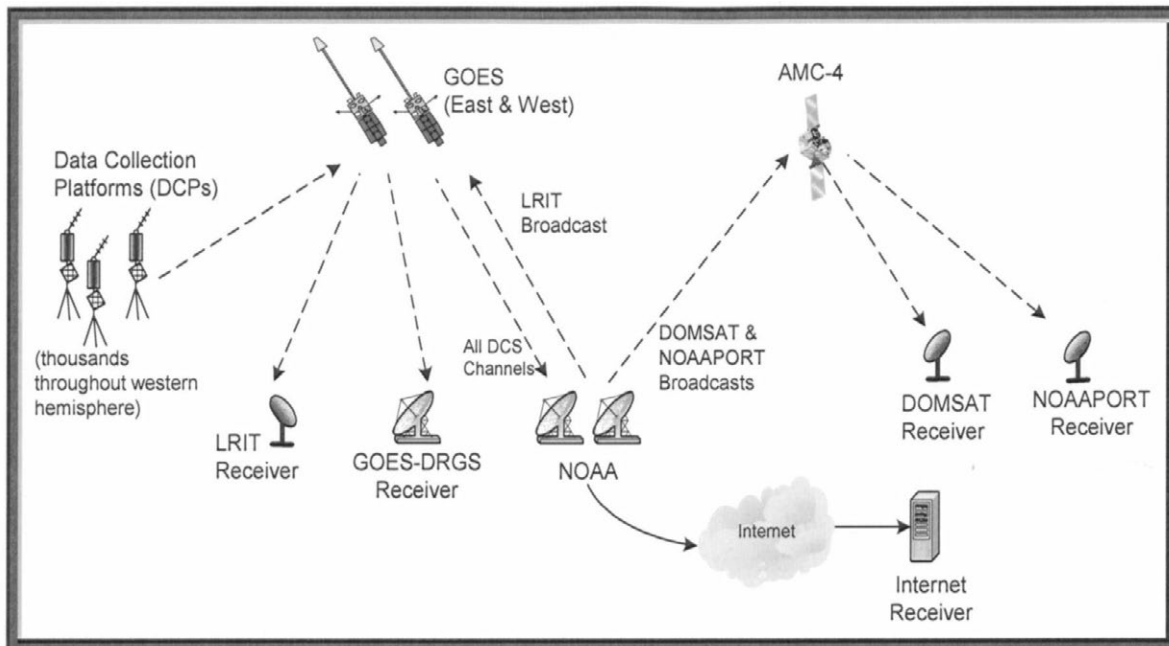 GOES
(East & West)
AMC-4
Data Collection
Platforms (DCPs)
(thousands
throughout western
hemisphere)
LRIT
Broadcast
All DCS
Channels
DOMSAT &
NOAAPORT
Broadcasts
LRIT
Receiver
GOES-DRGS
Receiver
NOAA
DOMSAT
Receiver
NOAAPORT
Receiver
Internet
Internet
Receiver